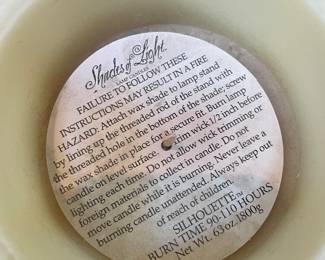 Shades of Light
LAMP CANDLES
FAILURE TO FOLLOW THESE
INSTRUCTIONS MAY RESULT IN A FIRE
HAZARD: Attach wax shade to lamp stand
by lining up the threaded rod of the stand with
the threaded hole in the bottom of the shade; screw
the wax shade in place for a secure fit. Burn lamp
candle on level surface. Trim wick 1/2 inch before
lighting each time. Do not allow wick trimming or
foreign materials to collect in candle. Do not
move candle while it is burning. Never leave a
burning candle unattended. Always keep out
of reach of children.
SILHOUETTE™
BURN TIME 90-110 HOURS
Net Wt. 63 oz. 1800g